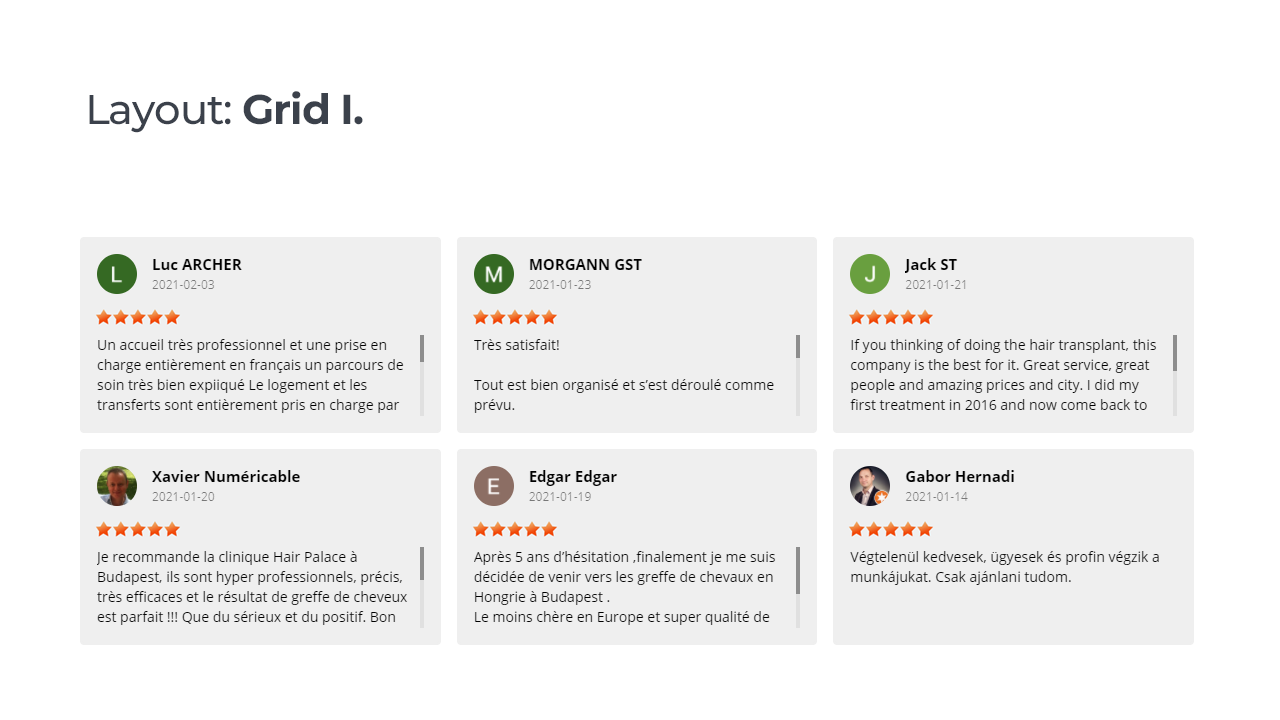 Layout: Grid I.
L
Luc ARCHER
2021-02-03
Un accueil très professionnel et une prise en
charge entièrement en français un parcours de
soin très bien expiiqué Le logement et les
transferts sont entièrement pris en charge par
M
MORGANN GST
2021-01-23
Très satisfait!
Tout est bien organisé et s’est déroulé comme
prévu.
J
Jack ST
2021-01-21
If you thinking of doing the hair transplant, this
company is the best for it. Great service, great
people and amazing prices and city. I did my
first treatment in 2016 and now come back to
Xavier Numéricable
2021-01-20
Je recommande la clinique Hair Palace à
Budapest, ils sont hyper professionnels, précis,
très efficaces et le résultat de greffe de cheveux
est parfait !!! Que du sérieux et du positif. Bon
E
Edgar Edgar
2021-01-19
Après 5 ans d’hésitation ,finalement je me suis
décidée de venir vers les greffe de chevaux en
Hongrie à Budapest .
Le moins chère en Europe et super qualité de
Gabor Hernadi
2021-01-14
Végtelenül kedvesek, ügyesek és profin végzik a
munkájukat. Csak ajánlani tudom.